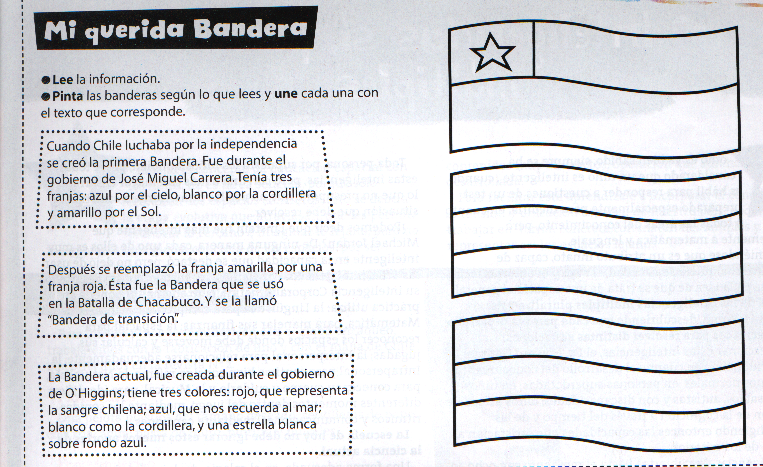 Mi querida Bandera
● Lee la información.
● Pinta las banderas según lo que lees y une cada una con
el texto que corresponde.
Cuando Chile luchaba por la independencia
se creó la primera Bandera. Fue durante el
gobierno de José Miguel Carrera. Tenía tres
franjas: azul por el cielo, blanco por la cordillera
y amarillo por el Sol.
Después se reemplazó la franja amarilla por una
franja roja. Ésta fue la Bandera que se usó
en la Batalla de Chacabuco. Y se la llamó
"Bandera de transición".
La Bandera actual, fue creada durante el gobierno
de O`Higgins; tiene tres colores: rojo, que representa
la sangre chilena; azul, que nos recuerda al mar;
blanco como la cordillera, y una estrella blanca
sobre fondo azul.